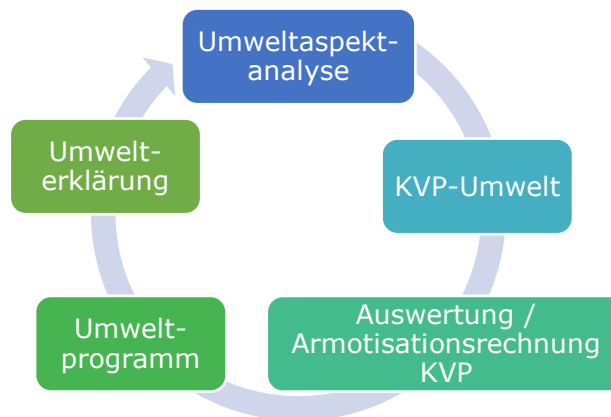 Umweltaspekt-
analyse
KVP-Umwelt
Auswertung /
Armotisationsrechnung
KVP
Umwelt-
programm
Umwelt-
erklärung